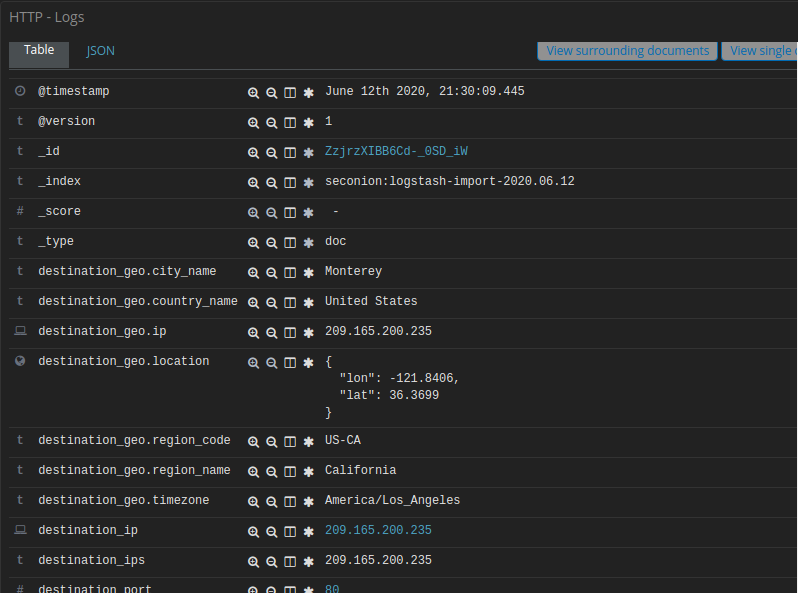 HTTP - Logs
Table JSON View surrounding documents View single
@timestamp June 12th 2020, 21:30:09.445
t @version 1
t _id ZzjrzXIBB6Cd-_0SD_iW
t _index seconion:logstash-import-2020.06.12
# _score -
t _type doc
t destination_geo.city_name Monterey
t destination_geo.country_name United States
destination_geo.ip 209.165.200.235
destination_geo.location {
"lon": -121.8406,
"lat": 36.3699
}
t destination_geo.region_code US-CA
t destination_geo.region_name California
t destination_geo.timezone America/Los_Angeles
destination_ip 209.165.200.235
t destination_ips 209.165.200.235
# destination_port 80